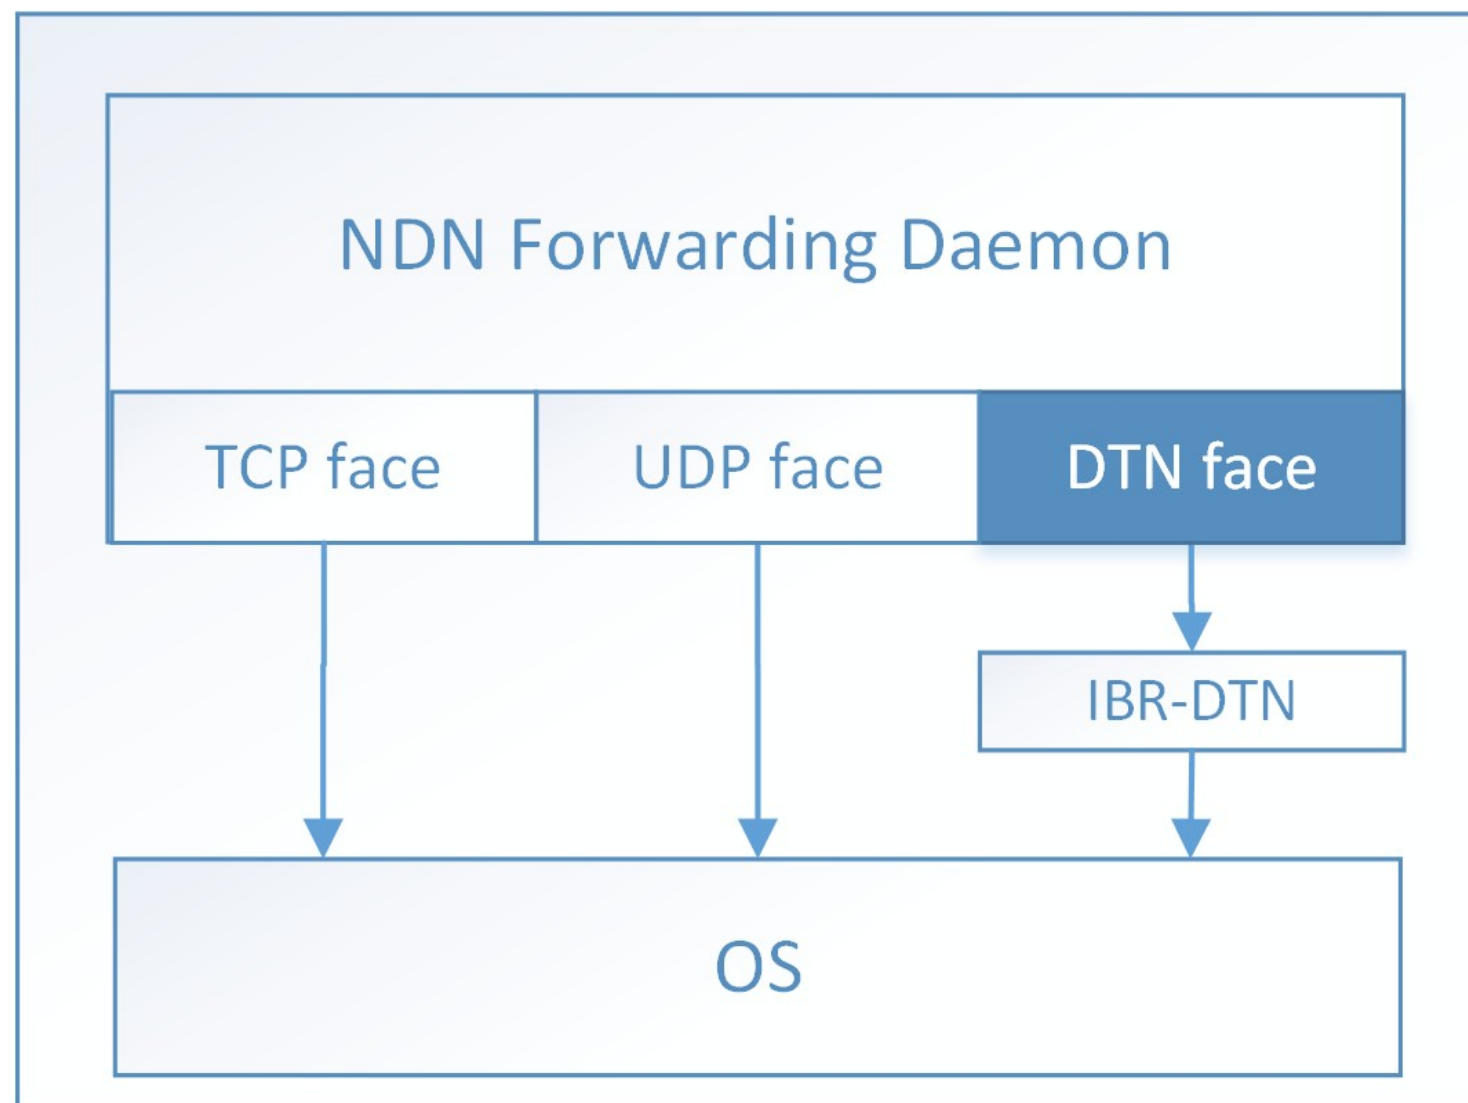 NDN Forwarding Daemon
TCP face
UDP face
DTN face
IBR-DTN
OS